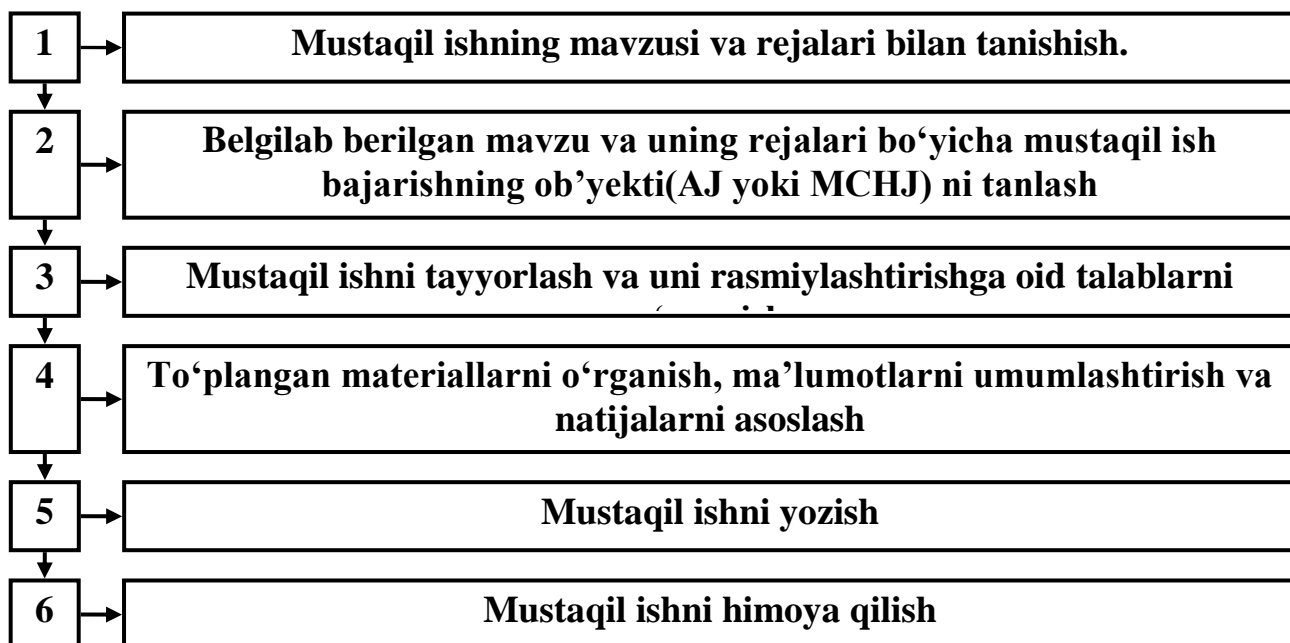 1
Mustaqil ishning mavzusi va rejalari bilan tanishish.
2
Belgilab berilgan mavzu va uning rejalari bo‘yicha mustaqil ish
bajarishning ob’yekti(AJ yoki MCHJ) ni tanlash
3
Mustaqil ishni tayyorlash va uni rasmiylashtirishga oid talablarni
4
To‘plangan materiallarni o‘rganish, ma’lumotlarni umumlashtirish va
natijalarni asoslash
5
Mustaqil ishni yozish
6
Mustaqil ishni himoya qilish